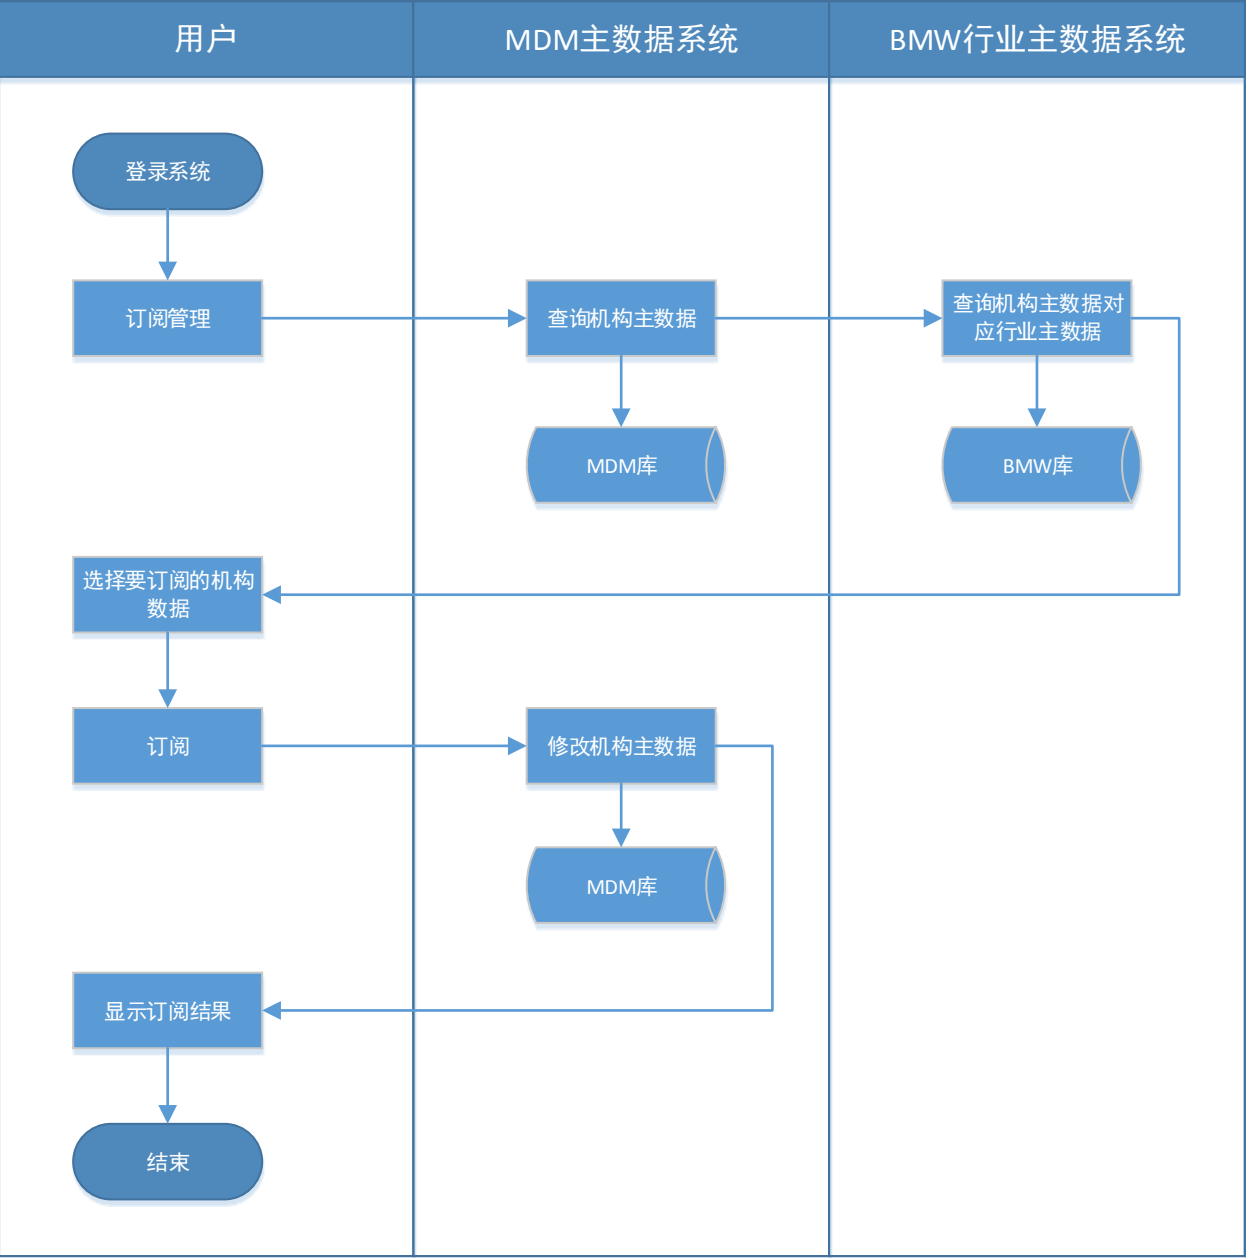 用户
MDM主数据系统
BMW行业主数据系统
登录系统
订阅管理
查询机构主数据
查询机构主数据对
应行业主数据
MDM库
BMW库
选择要订阅的机构
数据
订阅
修改机构主数据
MDM库
显示订阅结果
结束